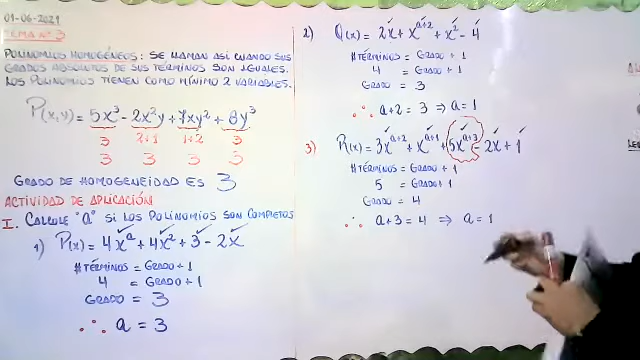 01-06-2021
TEMA N° 3
POLINOMIOS HOMOGÉNEOS: SE LLAMAN ASÍ CUANDO SUS
GRADOS ABSOLUTOS DE SUS TÉRMINOS SON IGUALES.
LOS POLINOMIOS TIENEN COMO MÍNIMO 2 VARIABLES.
P(x,y) = 5x³ - 2x²y + 7xy² + 8y³
3 2+1 1+2 3
3 3 3 3
GRADO DE HOMOGENEIDAD ES 3
ACTIVIDAD DE APLICACIÓN
I. CALCULE "a" SI LOS POLINOMIOS SON COMPLETOS
1) P(x) = 4xᵃ + 4x² + 3 - 2x
# TÉRMINOS = GRADO + 1
4 = GRADO + 1
GRADO = 3
∴ a = 3
2) Q(x) = 2x + xᵃ⁺² + x² - 4
# TÉRMINOS = GRADO + 1
4 = GRADO + 1
GRADO = 3
∴ a+2 = 3 ⇒ a = 1
3) R(x) = 3xᵃ⁺² + xᵃ⁺¹ + 5xᵃ⁺³ - 2x + 1
# TÉRMINOS = GRADO + 1
5 = GRADO + 1
GRADO = 4
∴ a+3 = 4 ⇒ a = 1